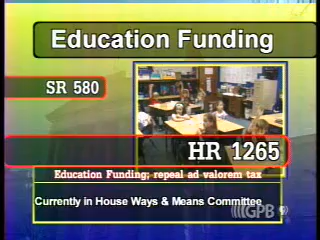 Education Funding
SR 580
HR 1265
Education Funding; repeal ad valorem tax
Currently in House Ways & Means Committee
GPB